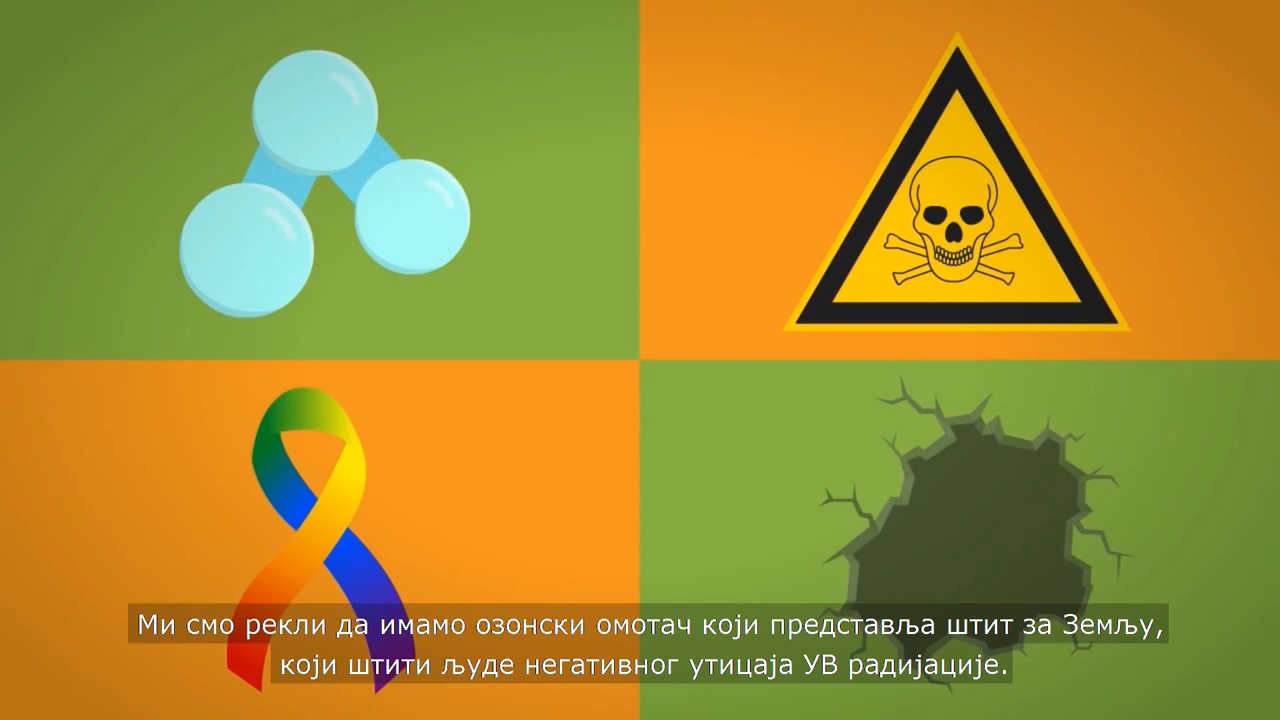 Ми смо рекли да имамо озонски омотач који представља штит за Земљу,
који штити људе негативног утицаја УВ радијације.